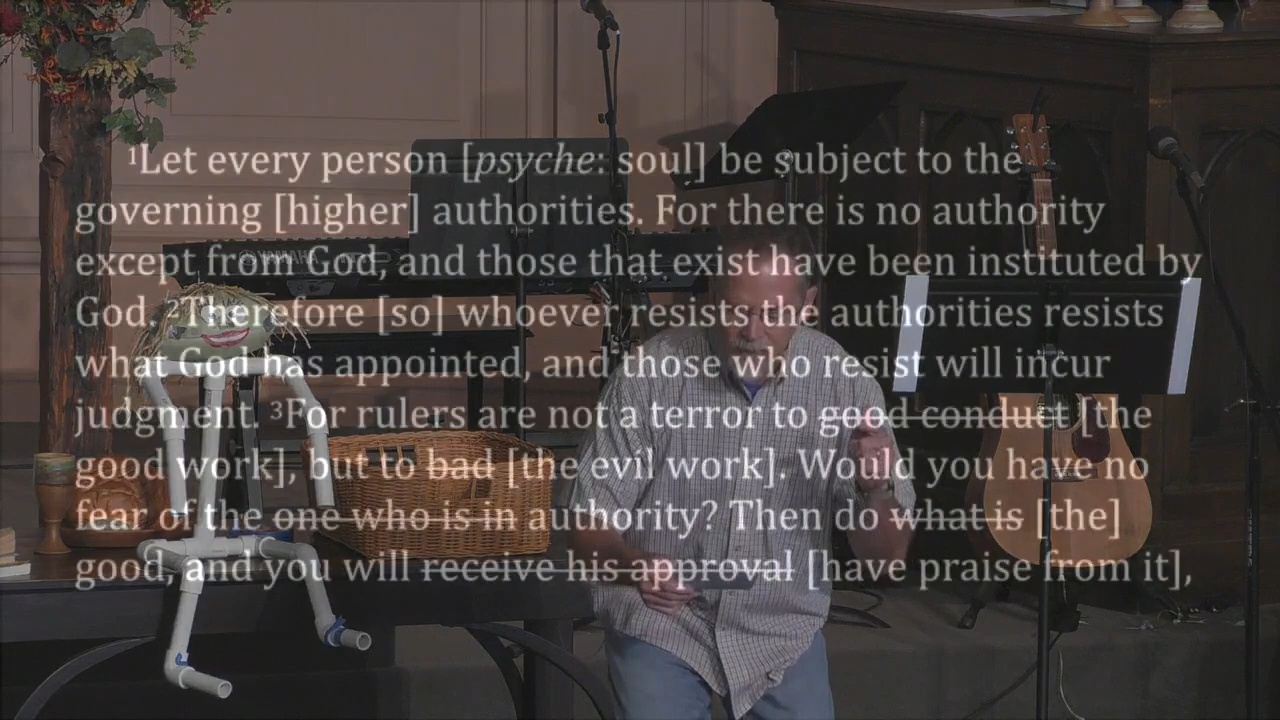 ¹Let every person [psyche: soul] be subject to the
governing [higher] authorities. For there is no authority
except from God, and those that exist have been instituted by
God. ²Therefore [so] whoever resists the authorities resists
what God has appointed, and those who resist will incur
judgment. ³For rulers are not a terror to good conduct [the
good work], but to bad [the evil work]. Would you have no
fear of the one who is in authority? Then do what is [the]
good, and you will receive his approval [have praise from it],
YAMAHA